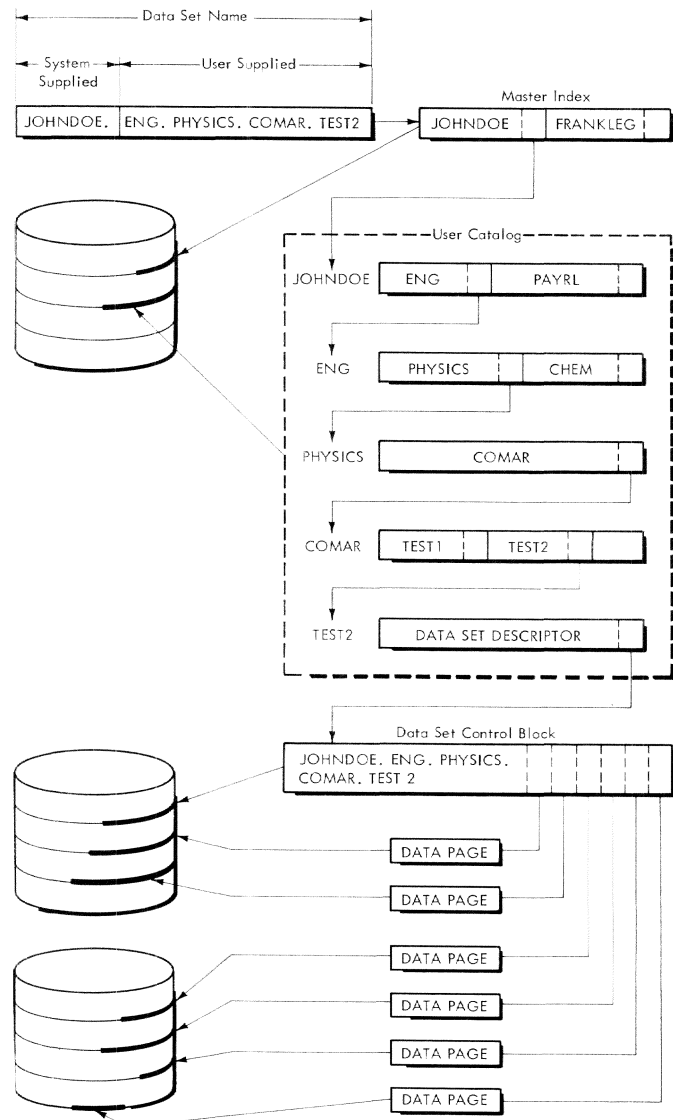 Data Set Name
System Supplied
User Supplied
JOHNDOE. ENG. PHYSICS. COMAR. TEST2
Master Index
JOHNDOE FRANKLEG
User Catalog
JOHNDOE ENG PAYRL
ENG PHYSICS CHEM
PHYSICS COMAR
COMAR TEST1 TEST2
TEST2 DATA SET DESCRIPTOR
Data Set Control Block
JOHNDOE. ENG. PHYSICS.
COMAR. TEST 2
DATA PAGE
DATA PAGE
DATA PAGE
DATA PAGE
DATA PAGE
DATA PAGE